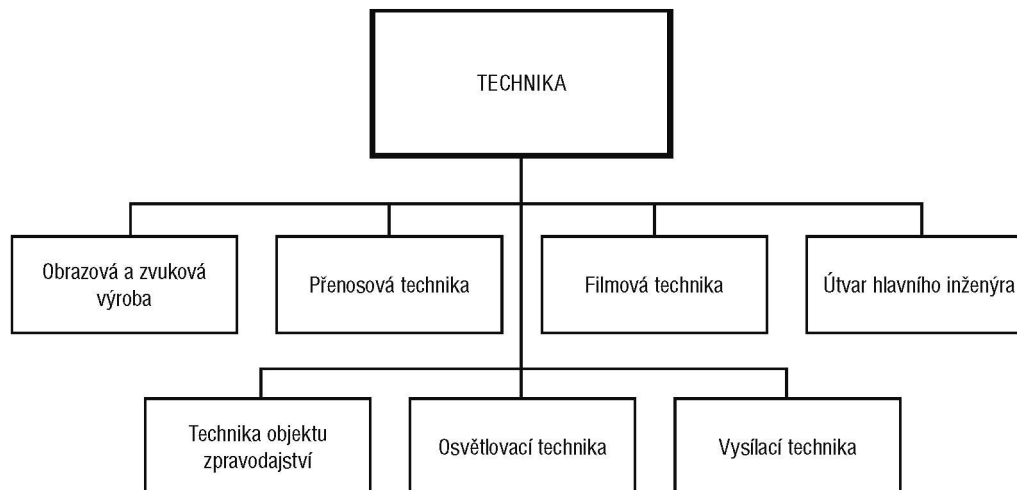 TECHNIKA
Obrazová a zvuková
výroba
Přenosová technika
Filmová technika
Útvar hlavního inženýra
Technika objektu
zpravodajství
Osvětlovací technika
Vysílací technika